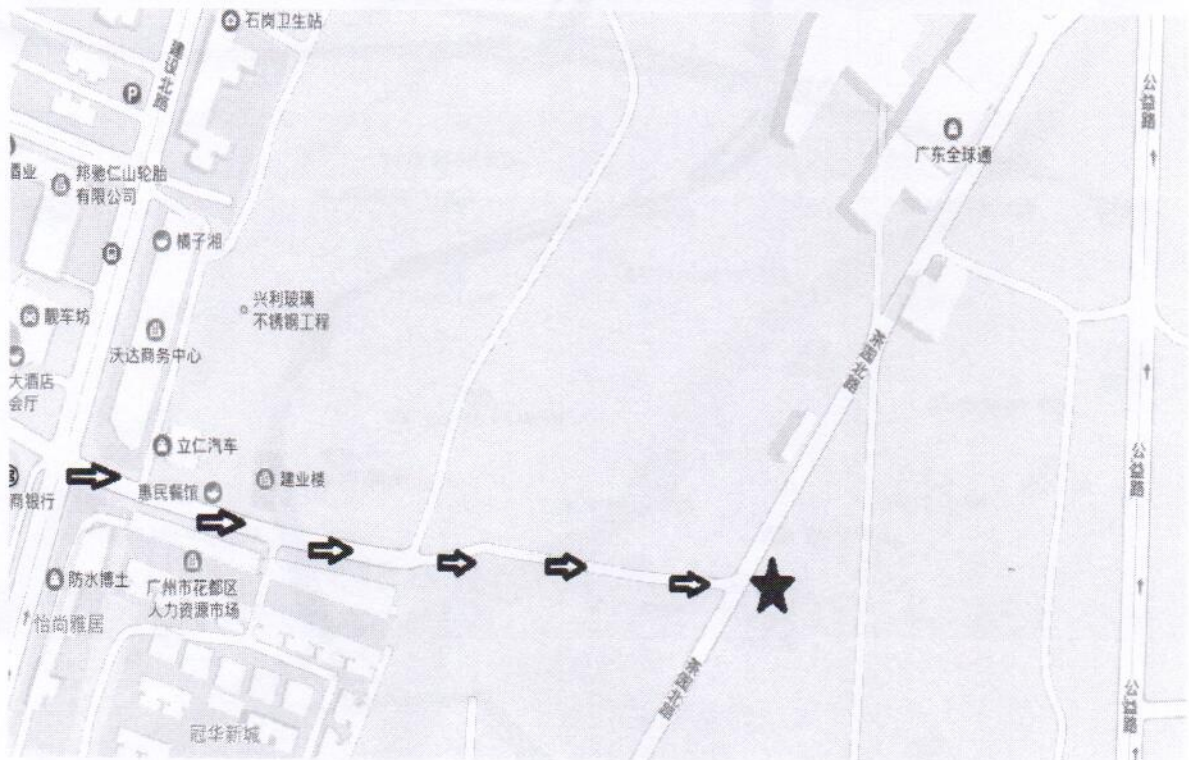 石岗卫生站
建设北路
P
公益路
广东全球通
酒业
邦驰仁山轮胎
有限公司
橘子湘
兴利玻璃
不锈钢工程
靓车坊
沃达商务中心
茶园北路
大酒店
会厅
立仁汽车
公益路
建业楼
惠民餐馆
商银行
防水博士
广州市花都区
人力资源市场
怡尚雅居
茶园北路
公益路
冠华新城